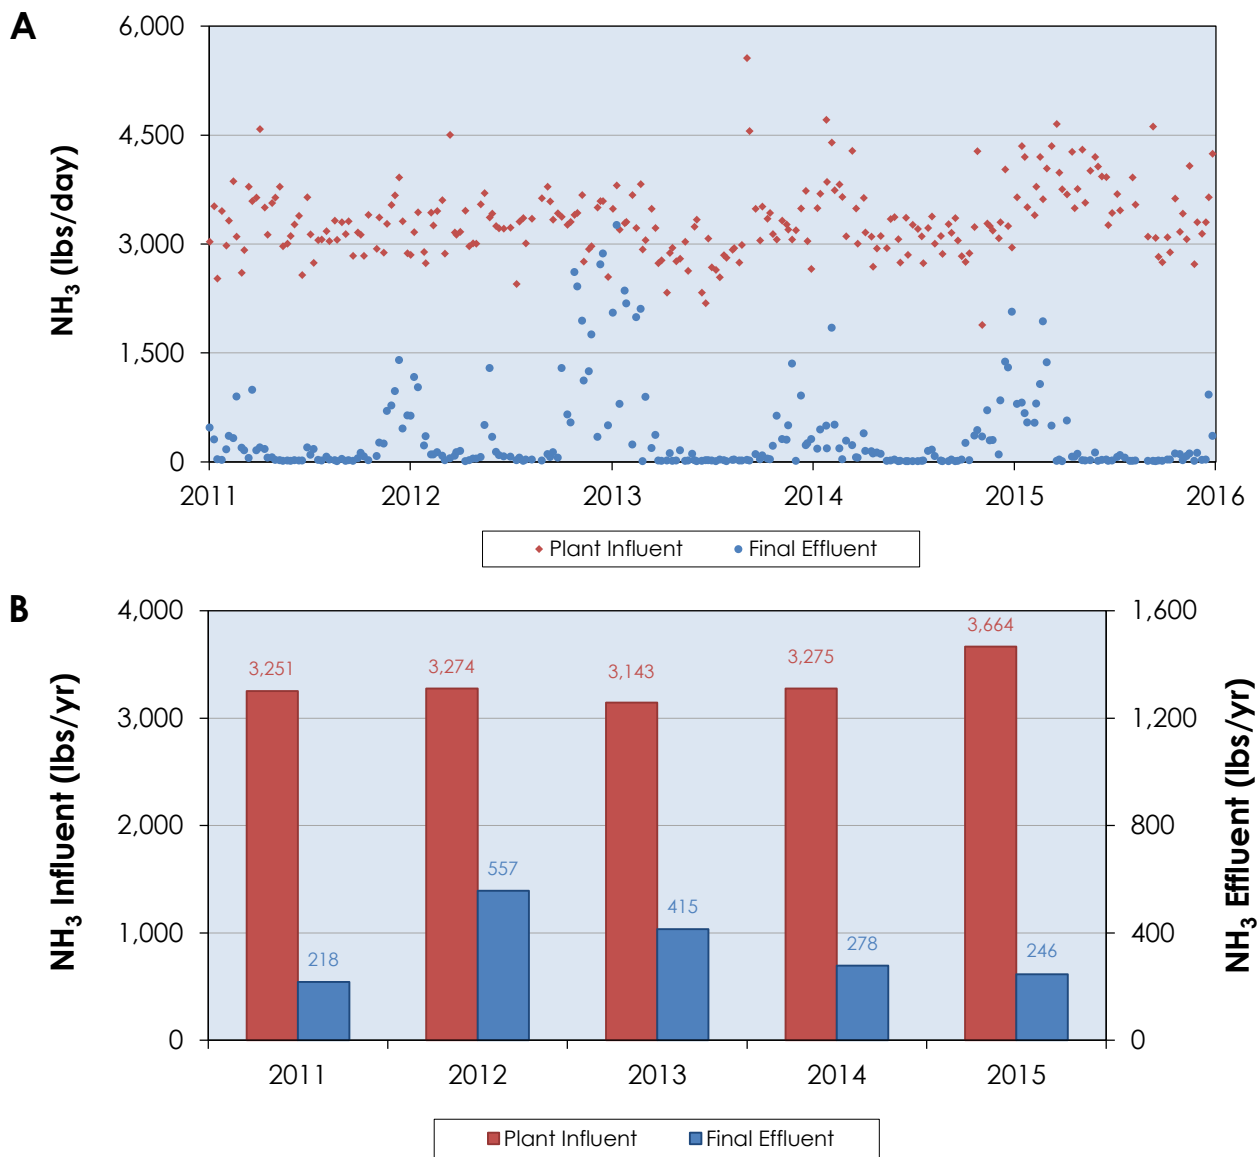 A
6,000
4,500
3,000
1,500
0
NH₃ (lbs/day)
2011 2012 2013 2014 2015 2016
Plant Influent Final Effluent
B
4,000
3,000
2,000
1,000
0
NH₃ Influent (lbs/yr)
3,251 3,274 3,143 3,275 3,664
218 557 415 278 246
1,600
1,200
800
400
0
NH₃ Effluent (lbs/yr)
2011 2012 2013 2014 2015
Plant Influent Final Effluent